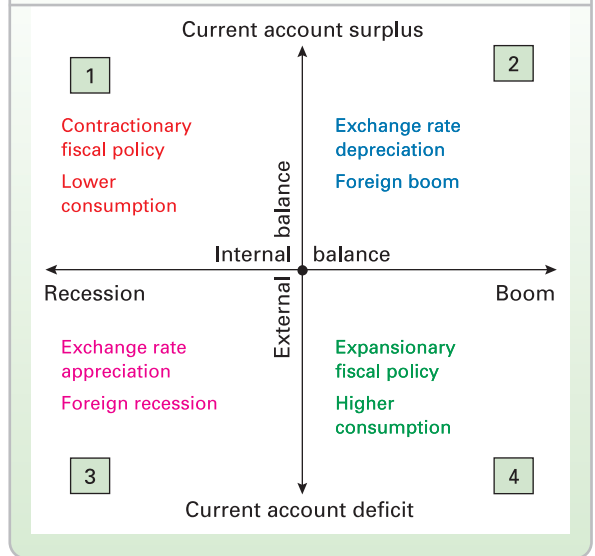 Current account surplus
1
2
Contractionary
fiscal policy
Lower
consumption
Exchange rate
depreciation
Foreign boom
Internal balance
External balance
Recession
Boom
Exchange rate
appreciation
Foreign recession
Expansionary
fiscal policy
Higher
consumption
3
4
Current account deficit